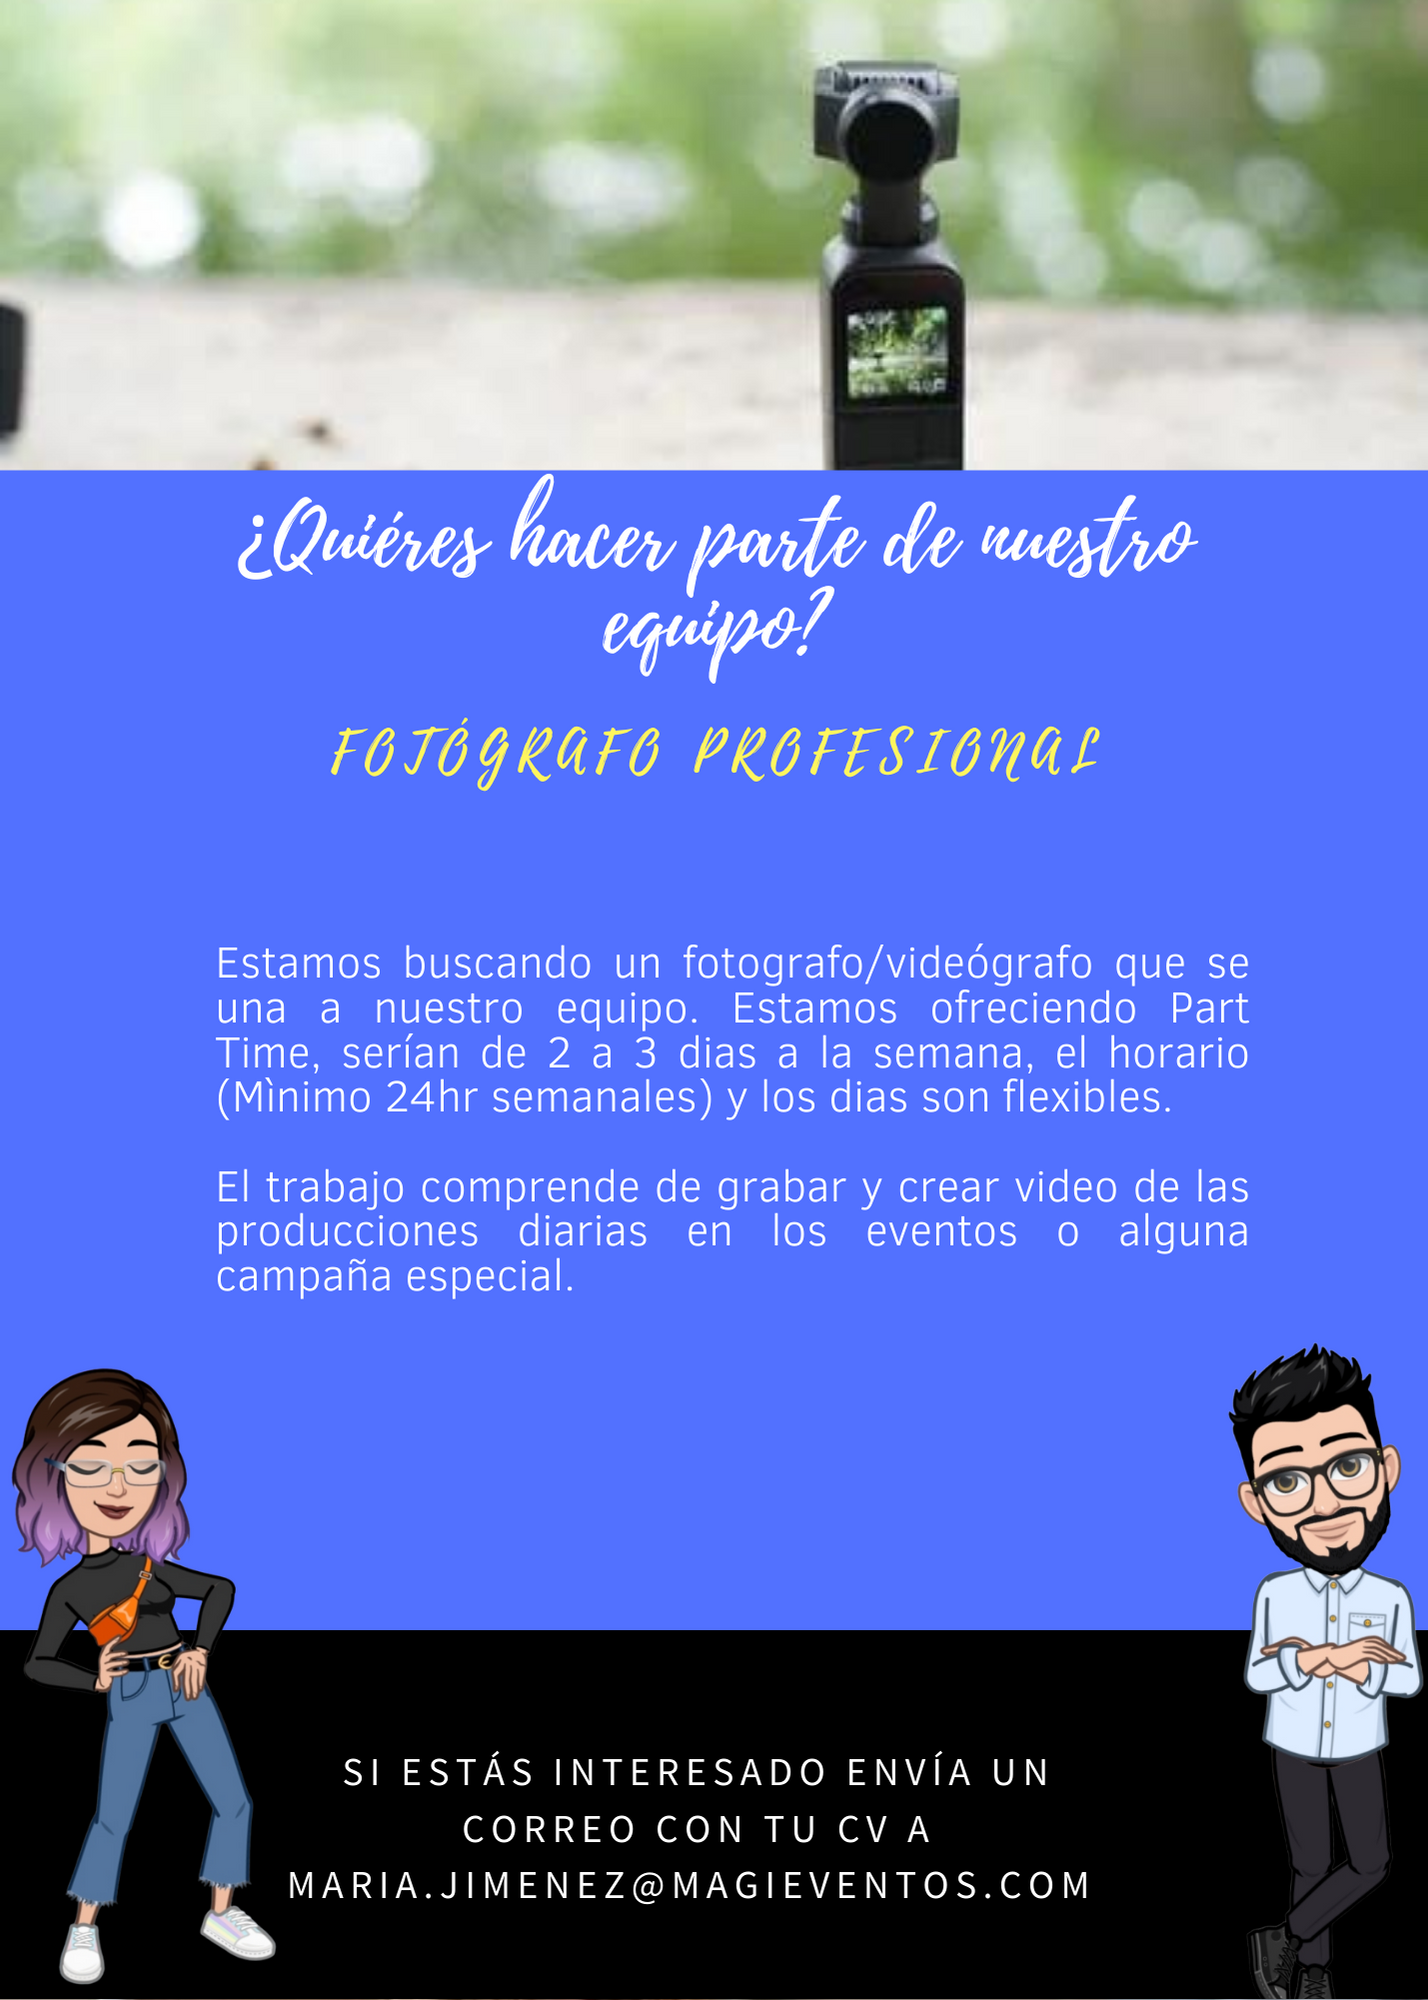 ¿Quiéres hacer parte de nuestro
equipo?
FOTÓGRAFO PROFESIONAL
Estamos buscando un fotografo/videógrafo que se
una a nuestro equipo. Estamos ofreciendo Part
Time, serían de 2 a 3 dias a la semana, el horario
(Mìnimo 24hr semanales) y los dias son flexibles.
El trabajo comprende de grabar y crear video de las
producciones diarias en los eventos o alguna
campaña especial.
SI ESTÁS INTERESADO ENVÍA UN
CORREO CON TU CV A
MARIA.JIMENEZ@MAGIEVENTOS.COM